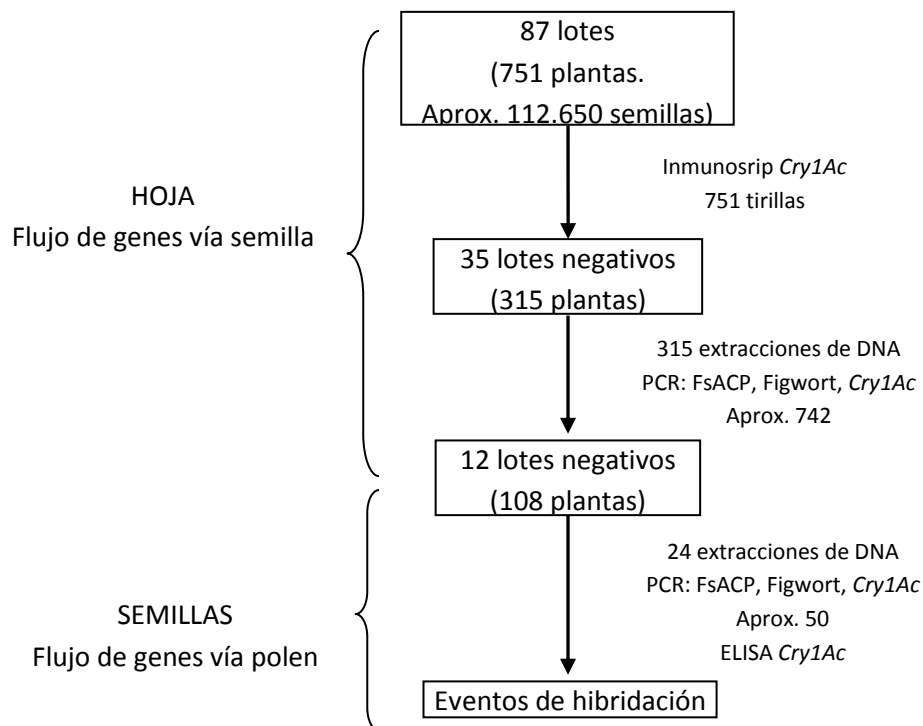 87 lotes
(751 plantas.
Aprox. 112.650 semillas)
Inmunosrip Cry1Ac
751 tirillas
HOJA
Flujo de genes vía semilla
35 lotes negativos
(315 plantas)
315 extracciones de DNA
PCR: FsACP, Figwort, Cry1Ac
Aprox. 742
12 lotes negativos
(108 plantas)
24 extracciones de DNA
PCR: FsACP, Figwort, Cry1Ac
Aprox. 50
ELISA Cry1Ac
SEMILLAS
Flujo de genes vía polen
Eventos de hibridación